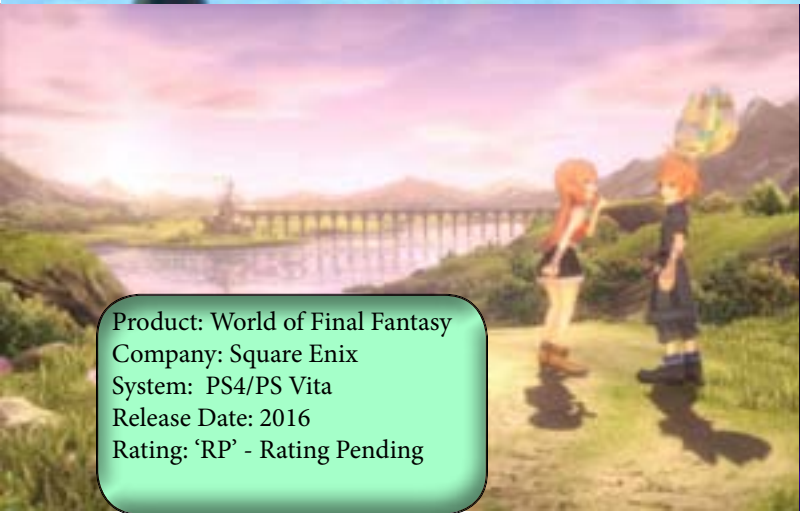 Product: World of Final Fantasy
Company: Square Enix
System:  PS4/PS Vita
Release Date: 2016
Rating: ‘RP’ - Rating Pending